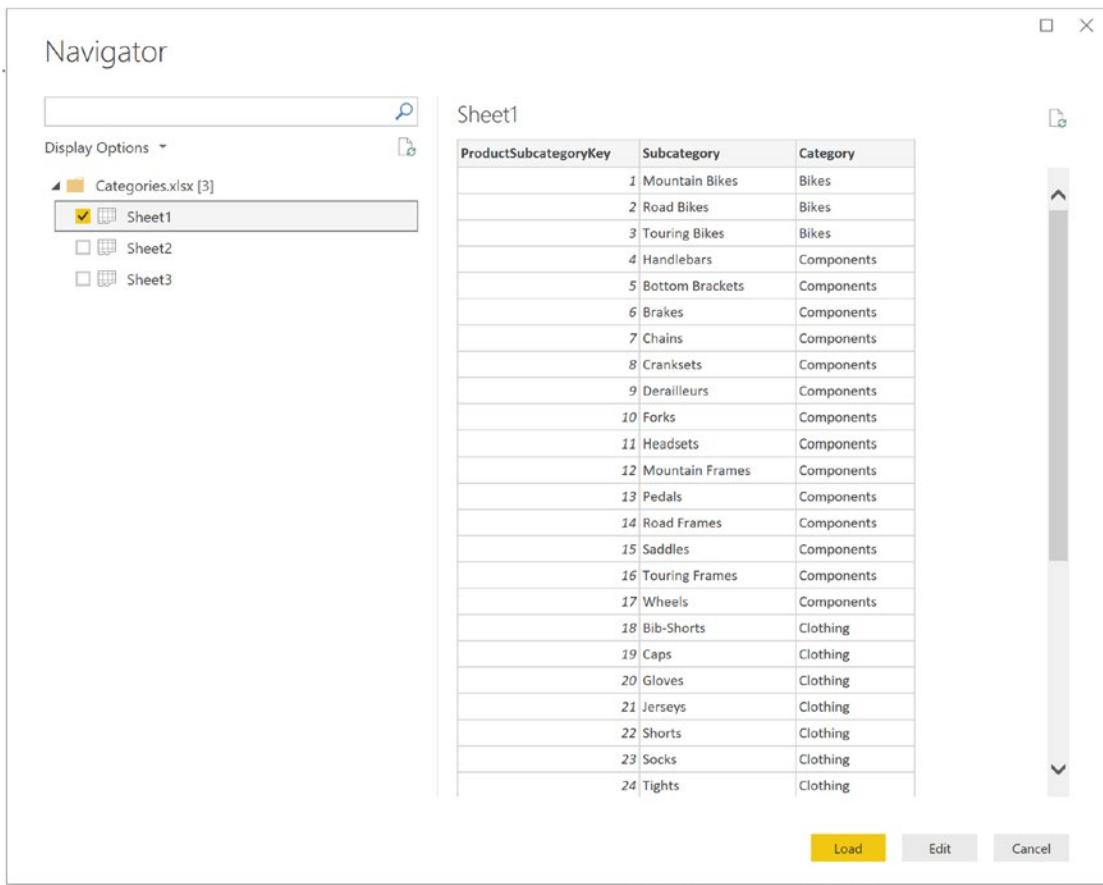 Navigator
Display Options
Categories.xlsx [3]
Sheet1
Sheet2
Sheet3
Sheet1
ProductSubcategoryKey Subcategory Category
1 Mountain Bikes Bikes
2 Road Bikes Bikes
3 Touring Bikes Bikes
4 Handlebars Components
5 Bottom Brackets Components
6 Brakes Components
7 Chains Components
8 Cranksets Components
9 Derailleurs Components
10 Forks Components
11 Headsets Components
12 Mountain Frames Components
13 Pedals Components
14 Road Frames Components
15 Saddles Components
16 Touring Frames Components
17 Wheels Components
18 Bib-Shorts Clothing
19 Caps Clothing
20 Gloves Clothing
21 Jerseys Clothing
22 Shorts Clothing
23 Socks Clothing
24 Tights Clothing
Load Edit Cancel